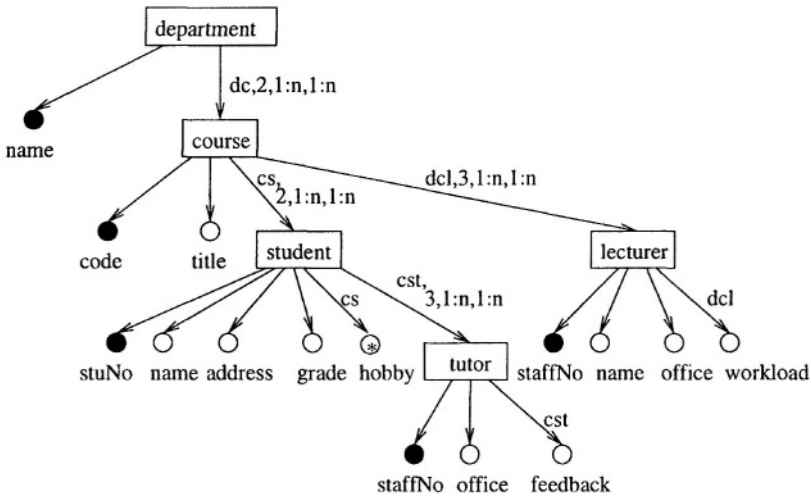 department
dc,2,1:n,1:n
name
course
cs,
2,1:n,1:n
dcl,3,1:n,1:n
code
title
student
lecturer
cs
cst,
3,1:n,1:n
dcl
*
stuNo name address grade hobby
tutor
staffNo name office workload
cst
staffNo office feedback